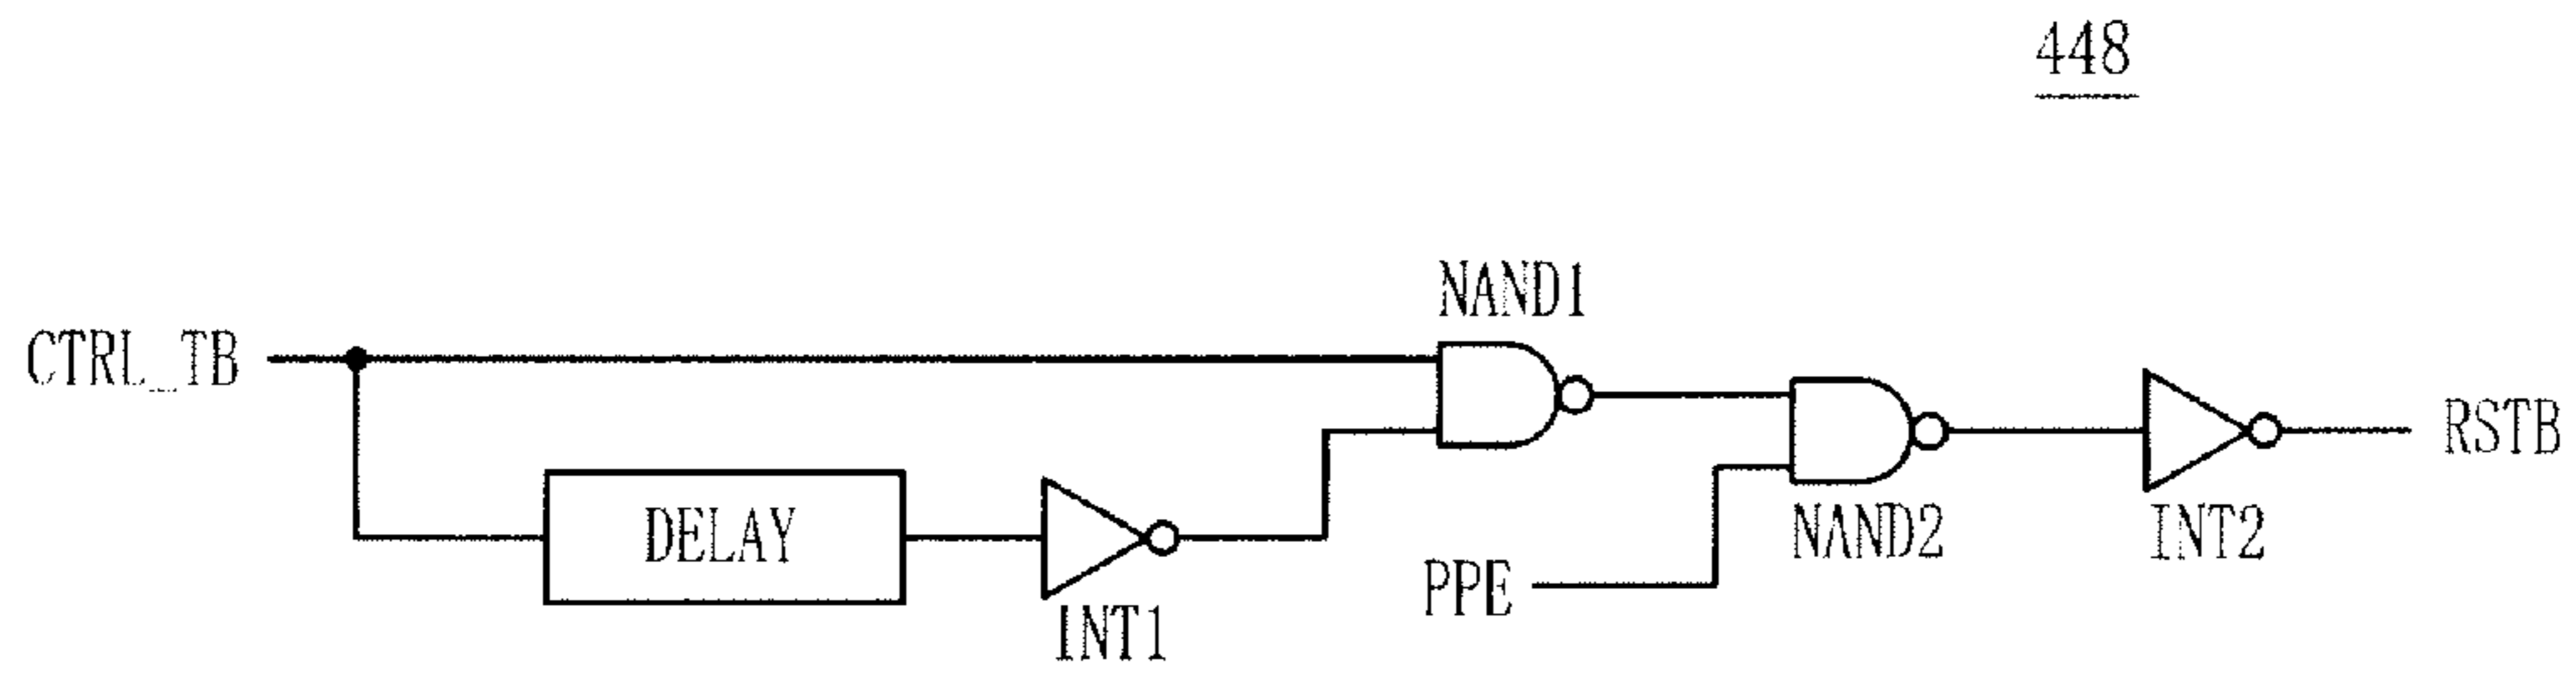 448
NAND1
CTRL_TB
RSTB
DELAY
NAND2
INT2
PPE
INT1